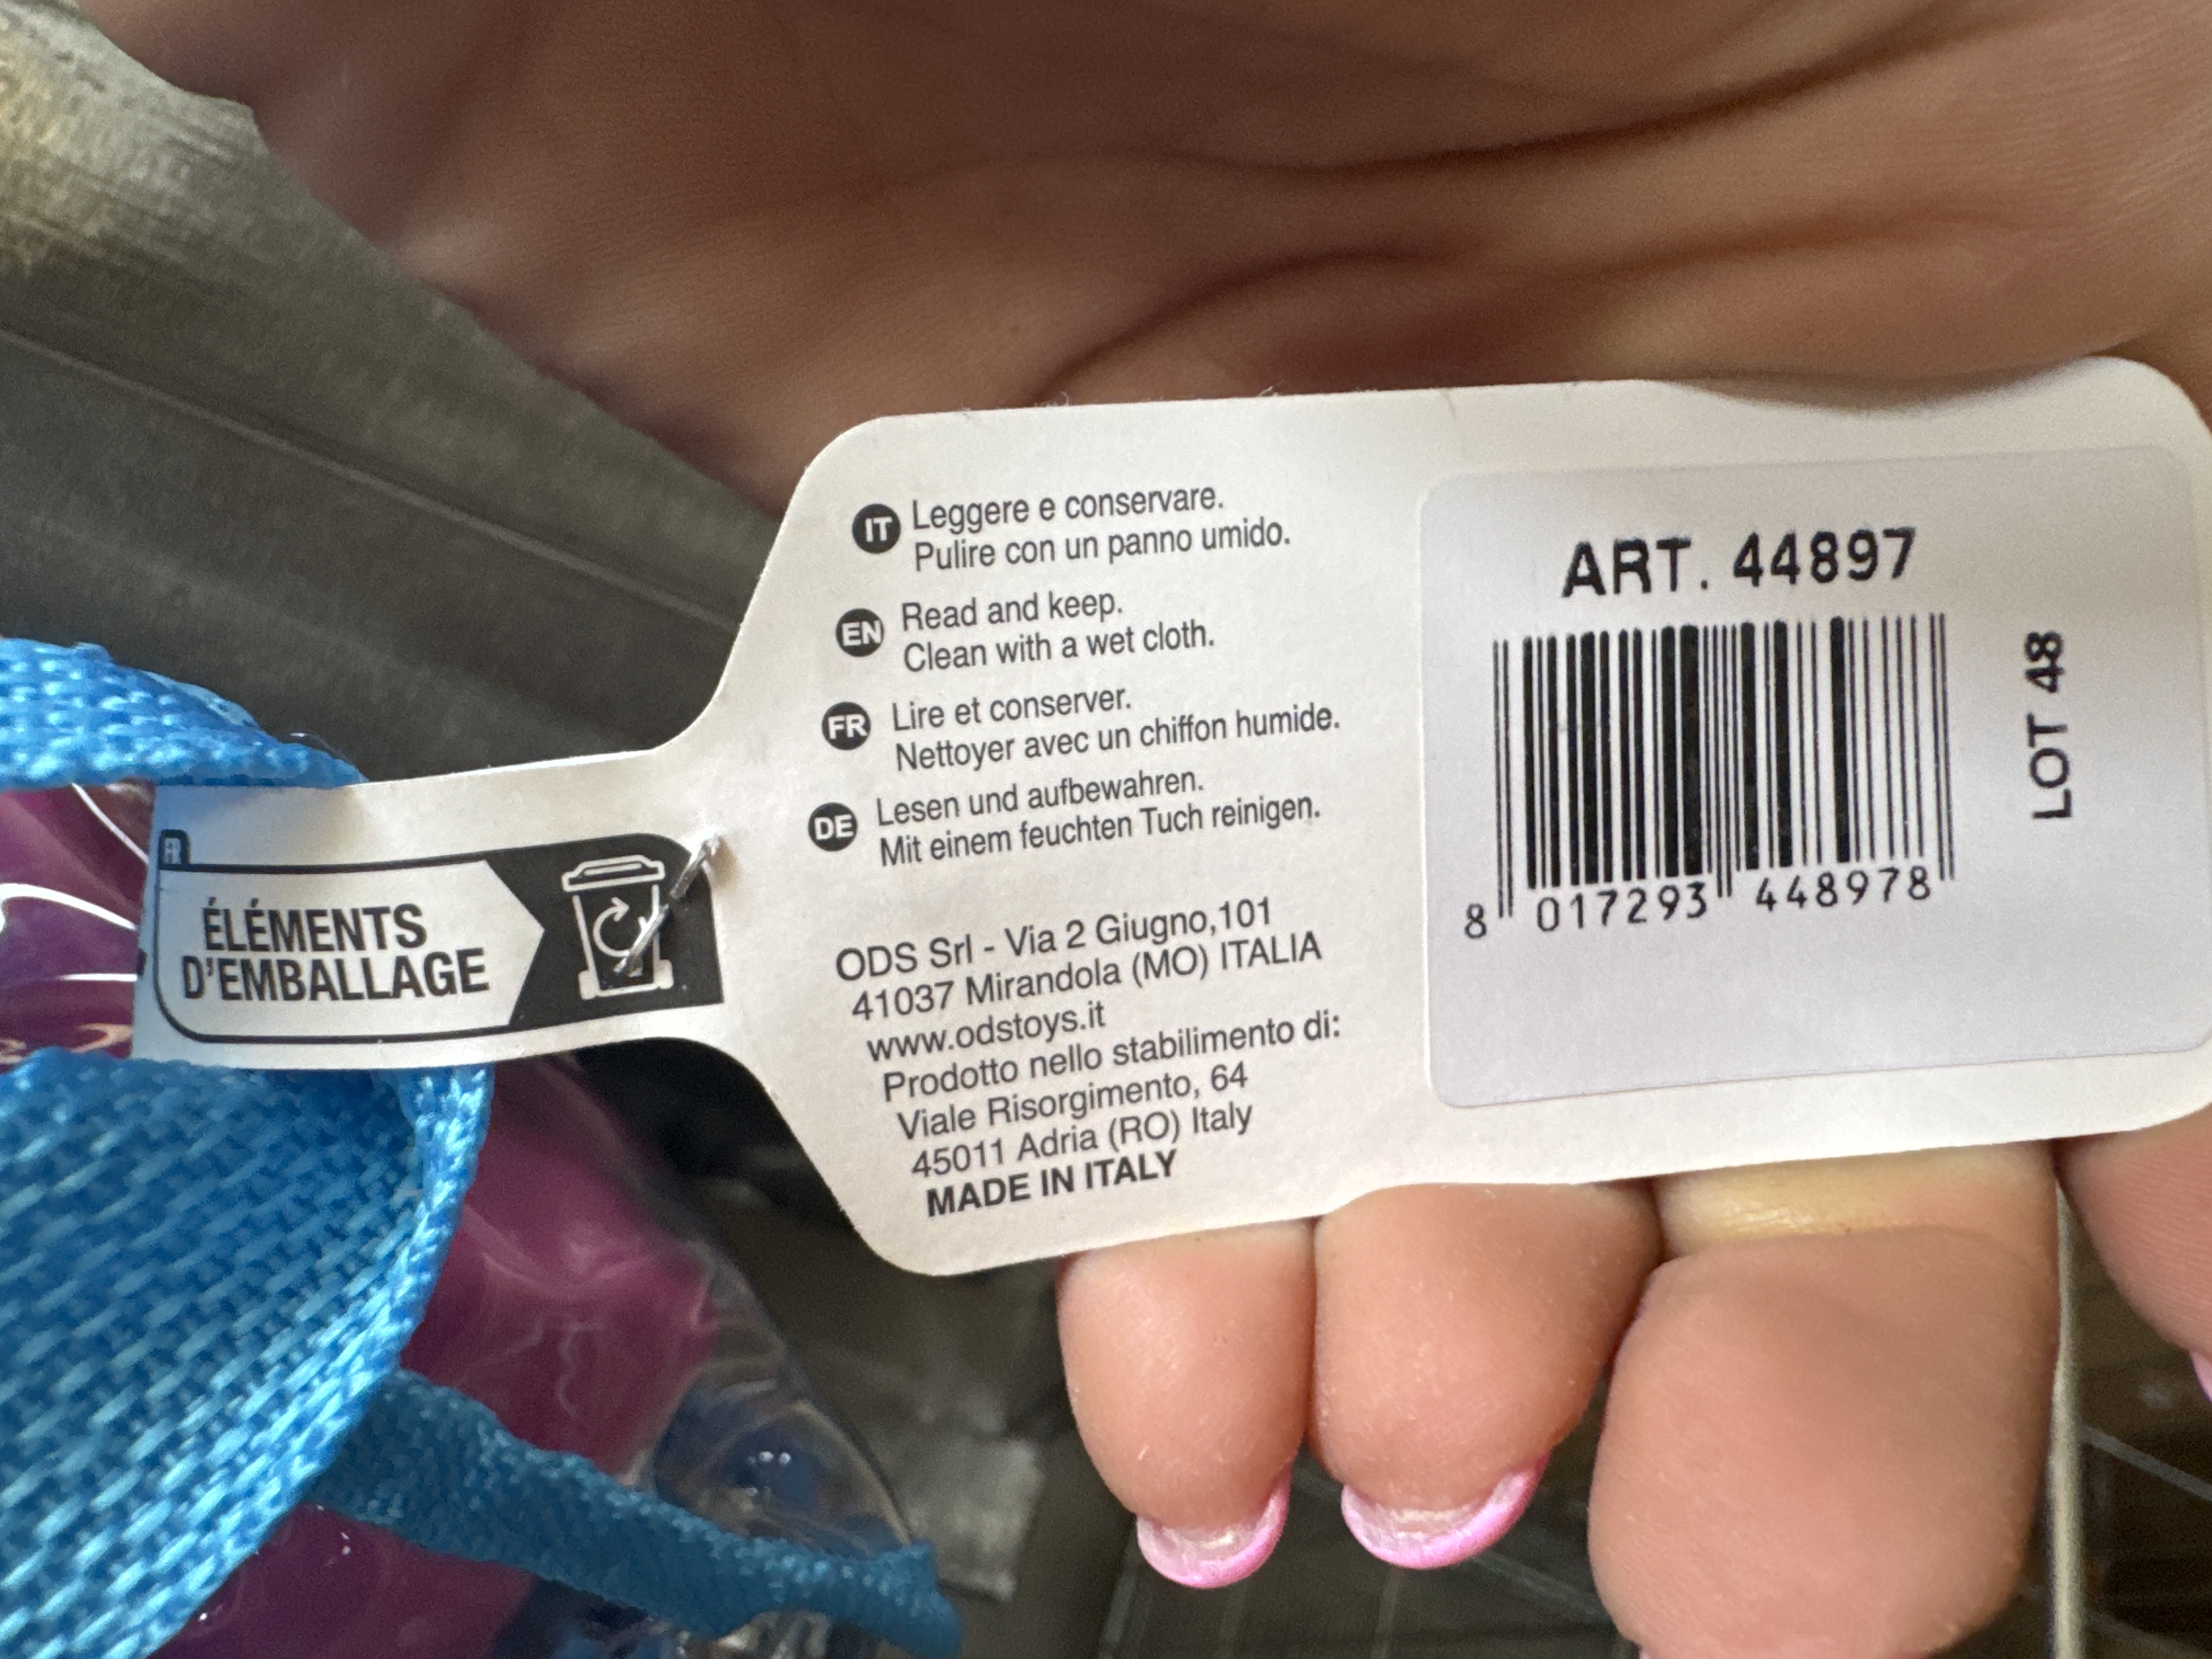 IT Leggere e conservare.
Pulire con un panno umido.
EN Read and keep.
Clean with a wet cloth.
FR Lire et conserver.
Nettoyer avec un chiffon humide.
DE Lesen und aufbewahren.
Mit einem feuchten Tuch reinigen.
FR
ÉLÉMENTS
D'EMBALLAGE
ODS Srl - Via 2 Giugno,101
41037 Mirandola (MO) ITALIA
www.odstoys.it
Prodotto nello stabilimento di:
Viale Risorgimento, 64
45011 Adria (RO) Italy
MADE IN ITALY
ART. 44897
8 017293 448978
LOT 48